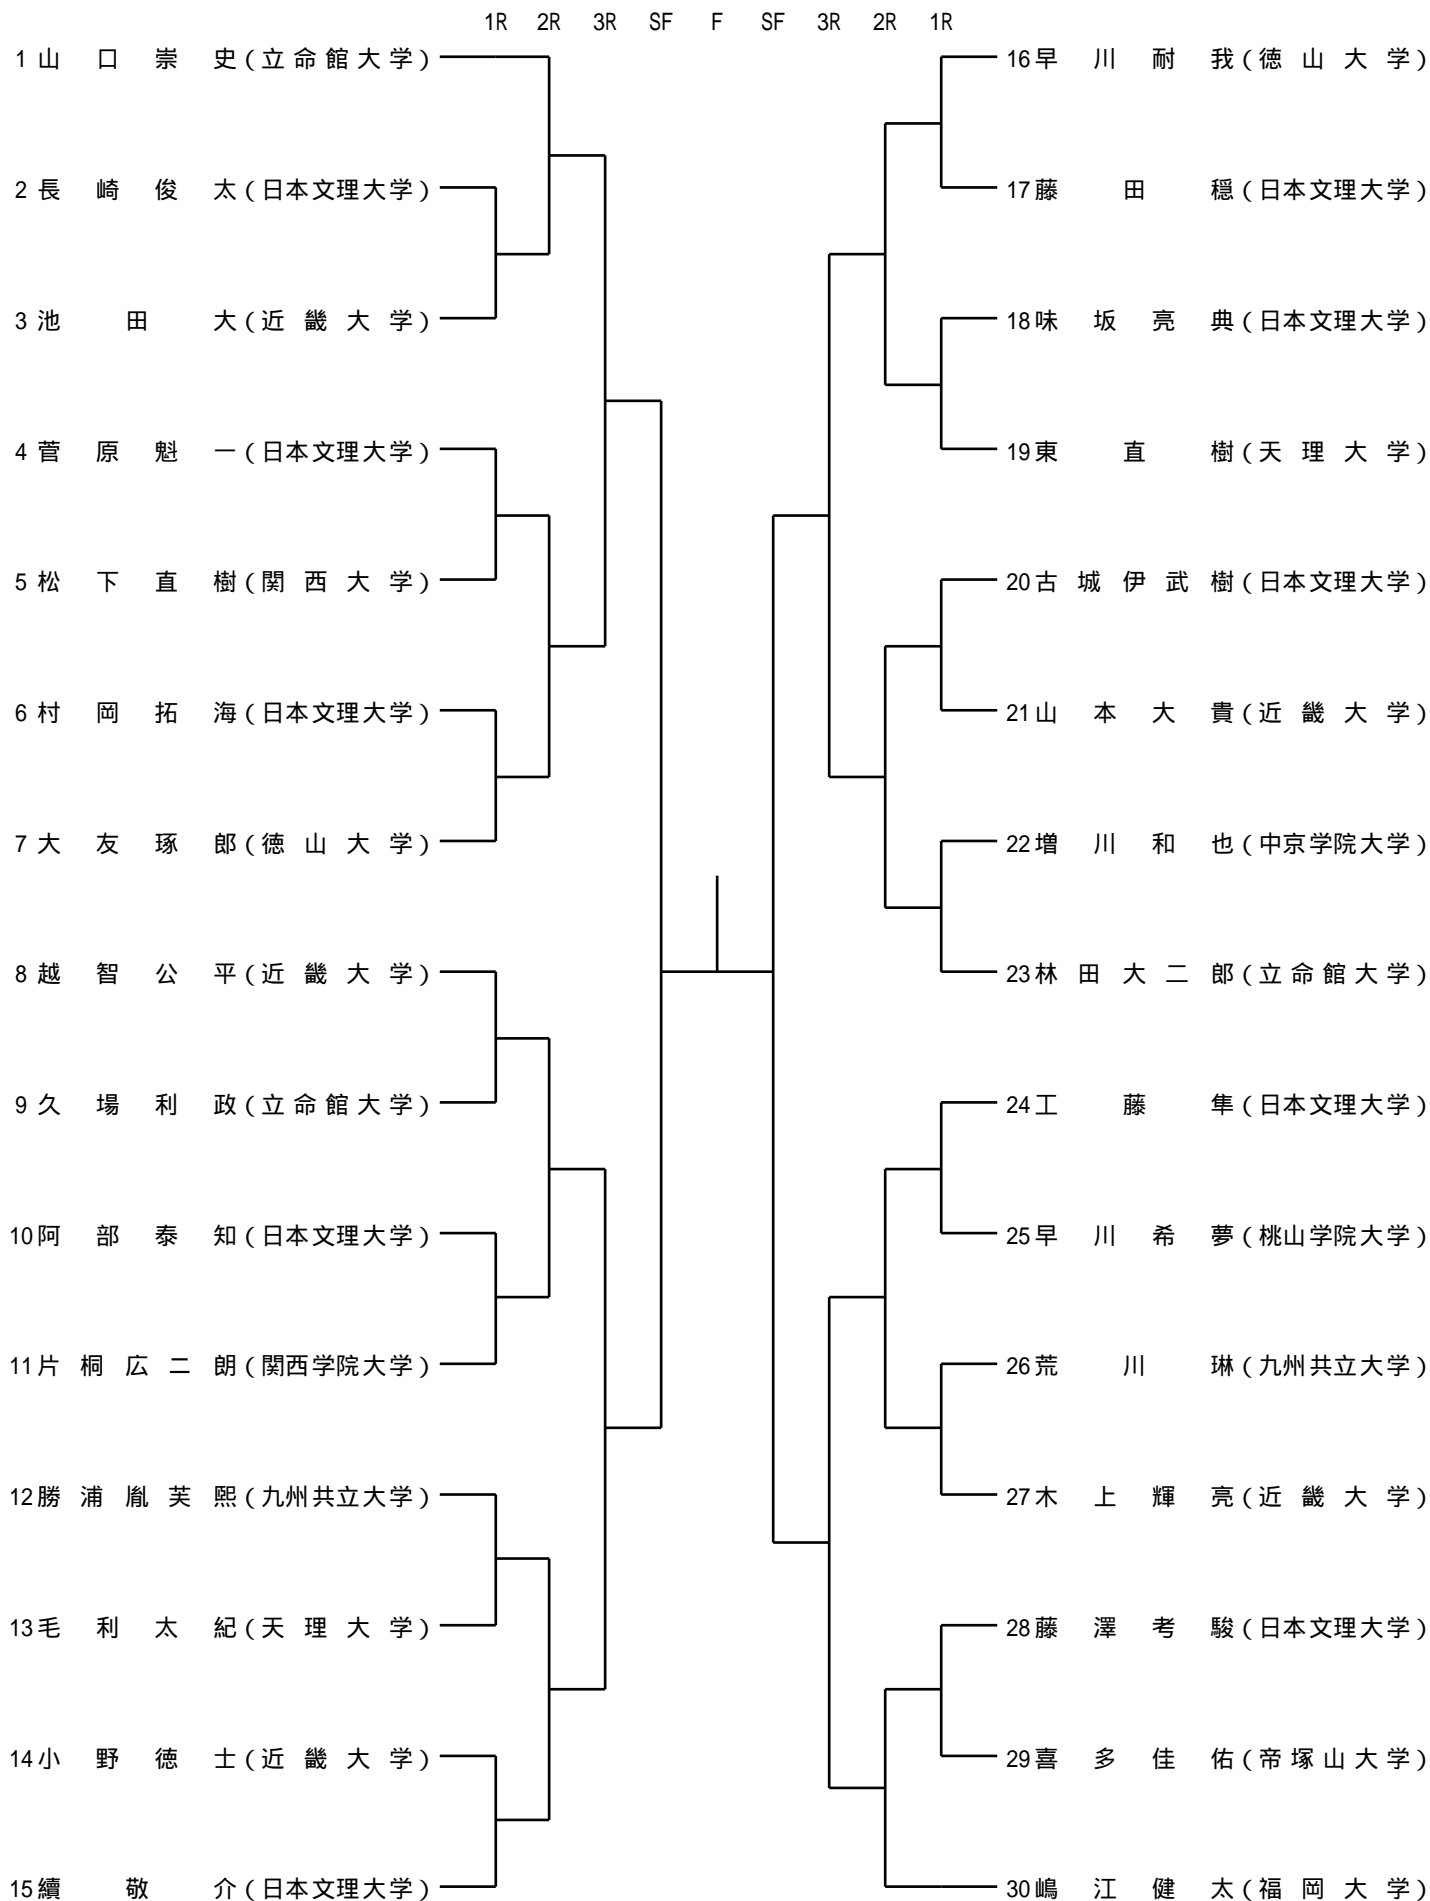 1R 2R 3R SF F SF 3R 2R 1R
1 山口崇史(立命館大学)
2 長崎俊太(日本文理大学)
3 池田大(近畿大学)
4 菅原魁一(日本文理大学)
5 松下直樹(関西大学)
6 村岡拓海(日本文理大学)
7 大友琢郎(徳山大学)
8 越智公平(近畿大学)
9 久場利政(立命館大学)
10 阿部泰知(日本文理大学)
11 片桐広二朗(関西学院大学)
12 勝浦胤芙熙(九州共立大学)
13 毛利太紀(天理大学)
14 小野徳士(近畿大学)
15 續敬介(日本文理大学)
16 早川耐我(徳山大学)
17 藤田穏(日本文理大学)
18 味坂亮典(日本文理大学)
19 東直樹(天理大学)
20 古城伊武樹(日本文理大学)
21 山本大貴(近畿大学)
22 増川和也(中京学院大学)
23 林田大二郎(立命館大学)
24 工藤隼(日本文理大学)
25 早川希夢(桃山学院大学)
26 荒川琳(九州共立大学)
27 木上輝亮(近畿大学)
28 藤澤考駿(日本文理大学)
29 喜多佳佑(帝塚山大学)
30 嶋江健太(福岡大学)